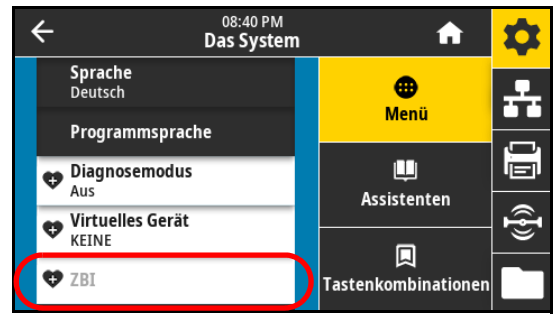 08:40 PM
Das System
Sprache
Deutsch
Programmsprache
Diagnosemodus
Aus
Virtuelles Gerät
KEINE
ZBI
Menü
Assistenten
Tastenkombinationen